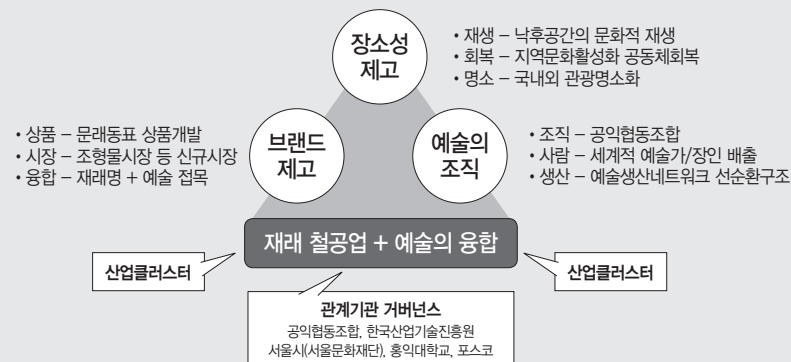 장소성
제고
• 재생 – 낙후공간의 문화적 재생
• 회복 – 지역문화활성화 공동체회복
• 명소 – 국내외 관광명소화
• 상품 – 문래동표 상품개발
• 시장 – 조형물시장 등 신규시장
• 융합 – 재래명 + 예술 접목
브랜드
제고
예술의
조직
• 조직 – 공익협동조합
• 사람 – 세계적 예술가/장인 배출
• 생산 – 예술생산네트워크 선순환구조
재래 철공업 + 예술의 융합
산업클러스터
산업클러스터
관계기관 거버넌스
공익협동조합, 한국산업기술진흥원
서울시(서울문화재단), 홍익대학교, 포스코